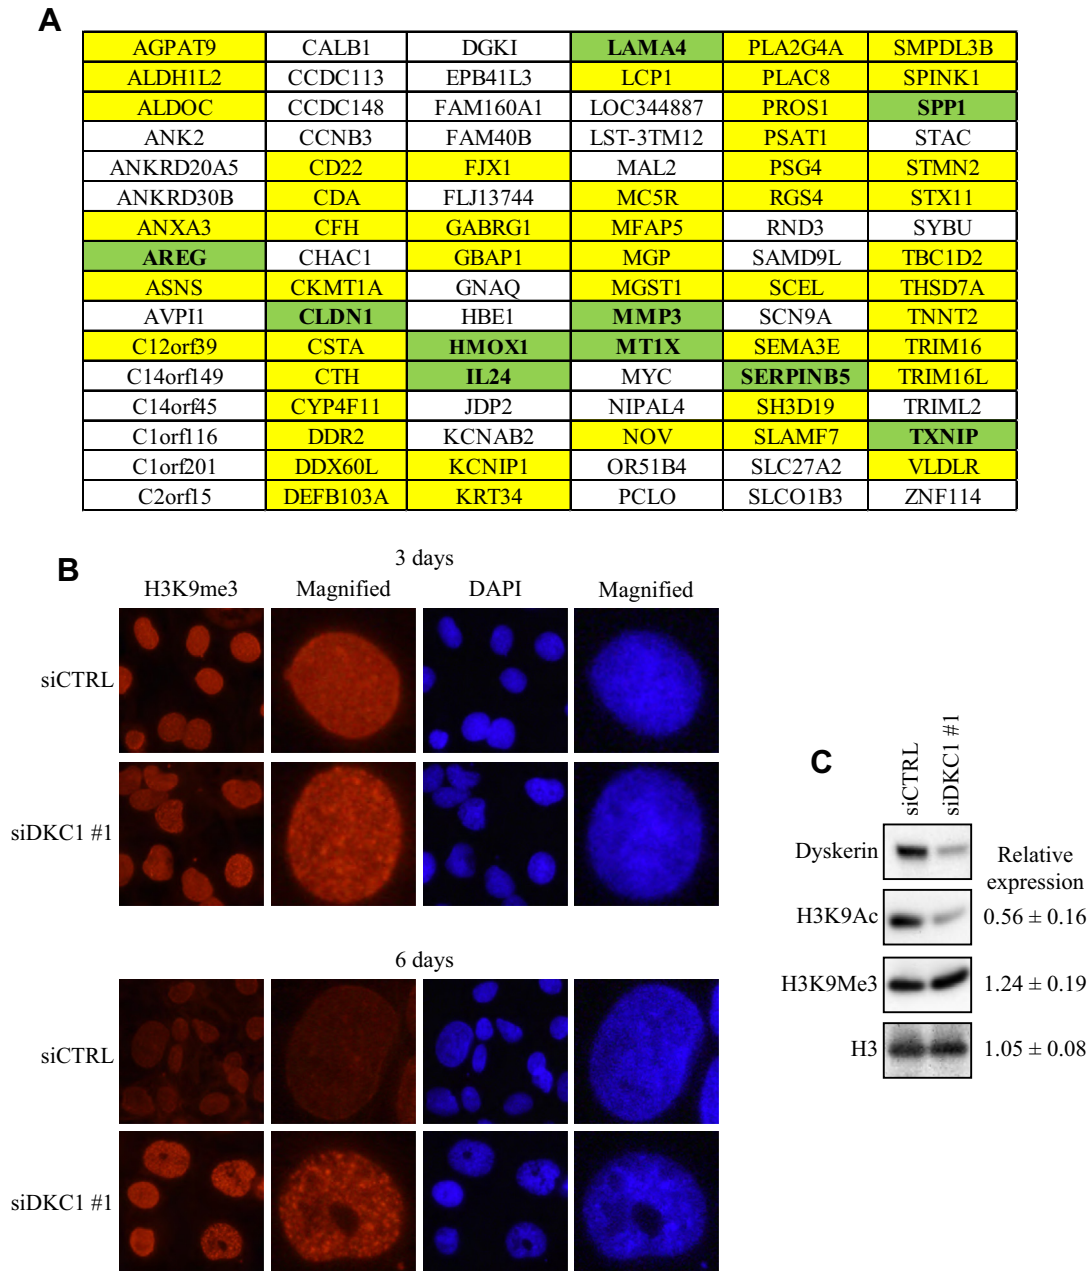 A
AGPAT9 CALB1 DGKI LAMA4 PLA2G4A SMPDL3B
ALDH1L2 CCDC113 EPB41L3 LCP1 PLAC8 SPINK1
ALDOC CCDC148 FAM160A1 LOC344887 PROS1 SPP1
ANK2 CCNB3 FAM40B LST-3TM12 PSAT1 STAC
ANKRD20A5 CD22 FJX1 MAL2 PSG4 STMN2
ANKRD30B CDA FLJ13744 MC5R RGS4 STX11
ANXA3 CFH GABRG1 MFAP5 RND3 SYBU
AREG CHAC1 GBAP1 MGP SAMD9L TBC1D2
ASNS CKMT1A GNAQ MGST1 SCEL THSD7A
AVPI1 CLDN1 HBE1 MMP3 SCN9A TNNT2
C12orf39 CSTA HMOX1 MT1X SEMA3E TRIM16
C14orf149 CTH IL24 MYC SERPINB5 TRIM16L
C14orf45 CYP4F11 JDP2 NIPAL4 SH3D19 TRIML2
C1orf116 DDR2 KCNAB2 NOV SLAMF7 TXNIP
C1orf201 DDX60L KCNIP1 OR51B4 SLC27A2 VLDLR
C2orf15 DEFB103A KRT34 PCLO SLCO1B3 ZNF114
B
3 days
H3K9me3 Magnified DAPI Magnified
siCTRL
siDKC1 #1
6 days
siCTRL
siDKC1 #1
C
siCTRL
siDKC1 #1
Dyskerin
Relative
expression
H3K9Ac 0.56 ± 0.16
H3K9Me3 1.24 ± 0.19
H3 1.05 ± 0.08